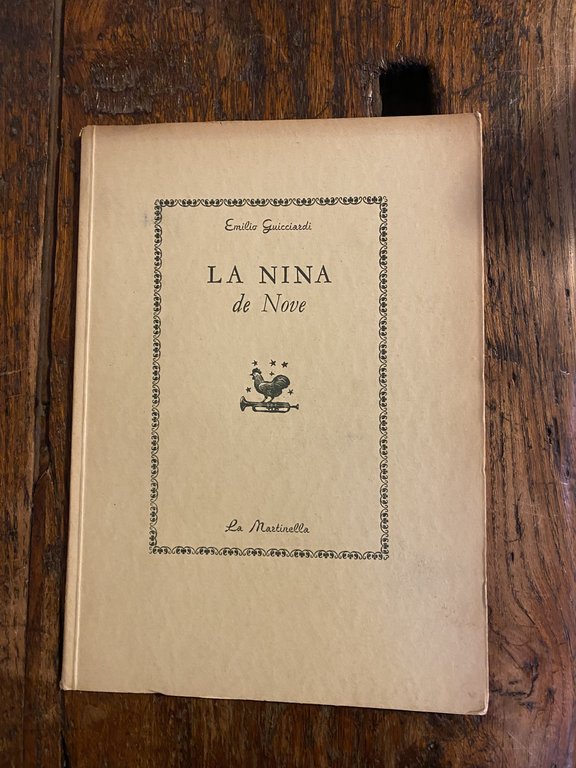 Emilio Guicciardi
LA NINA
de Nove
La Martinella